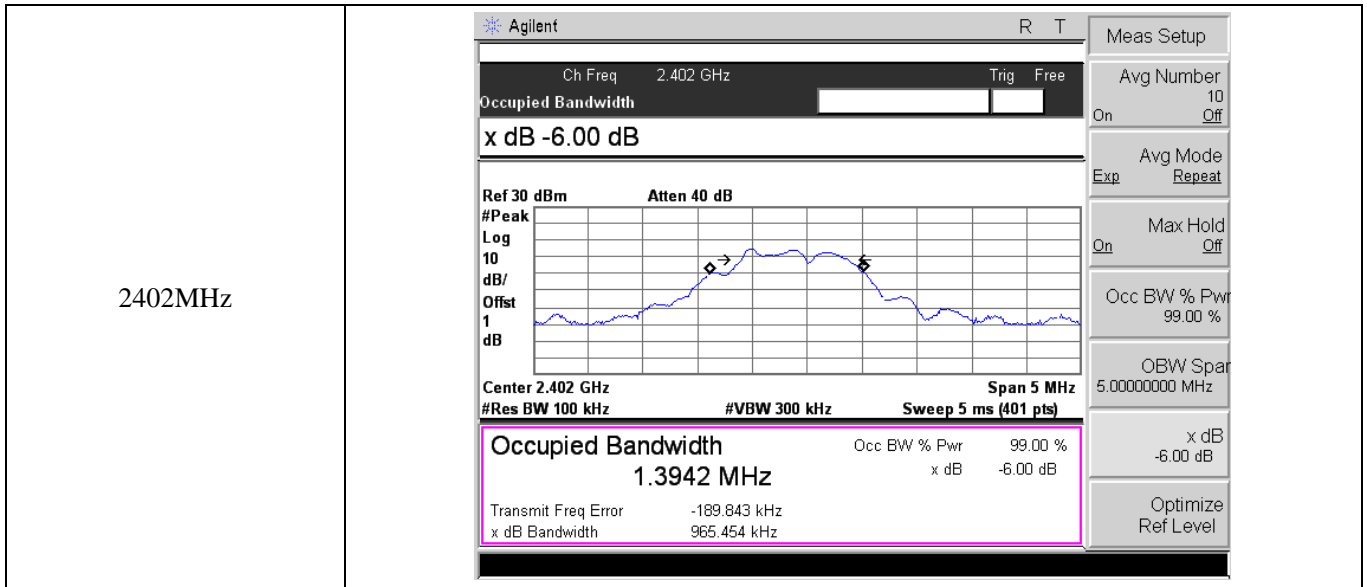 2402MHz
Agilent R T
Ch Freq 2.402 GHz Trig Free
Occupied Bandwidth
x dB -6.00 dB
Ref 30 dBm Atten 40 dB
#Peak
Log
10
dB/
Offst
1
dB
Center 2.402 GHz Span 5 MHz
#Res BW 100 kHz #VBW 300 kHz Sweep 5 ms (401 pts)
Occupied Bandwidth
1.3942 MHz
Occ BW % Pwr 99.00 %
x dB -6.00 dB
Transmit Freq Error -189.843 kHz
x dB Bandwidth 965.454 kHz
Meas Setup
Avg Number
10
On Off
Avg Mode
Exp Repeat
Max Hold
On Off
Occ BW % Pwr
99.00 %
OBW Span
5.00000000 MHz
x dB
-6.00 dB
Optimize
Ref Level